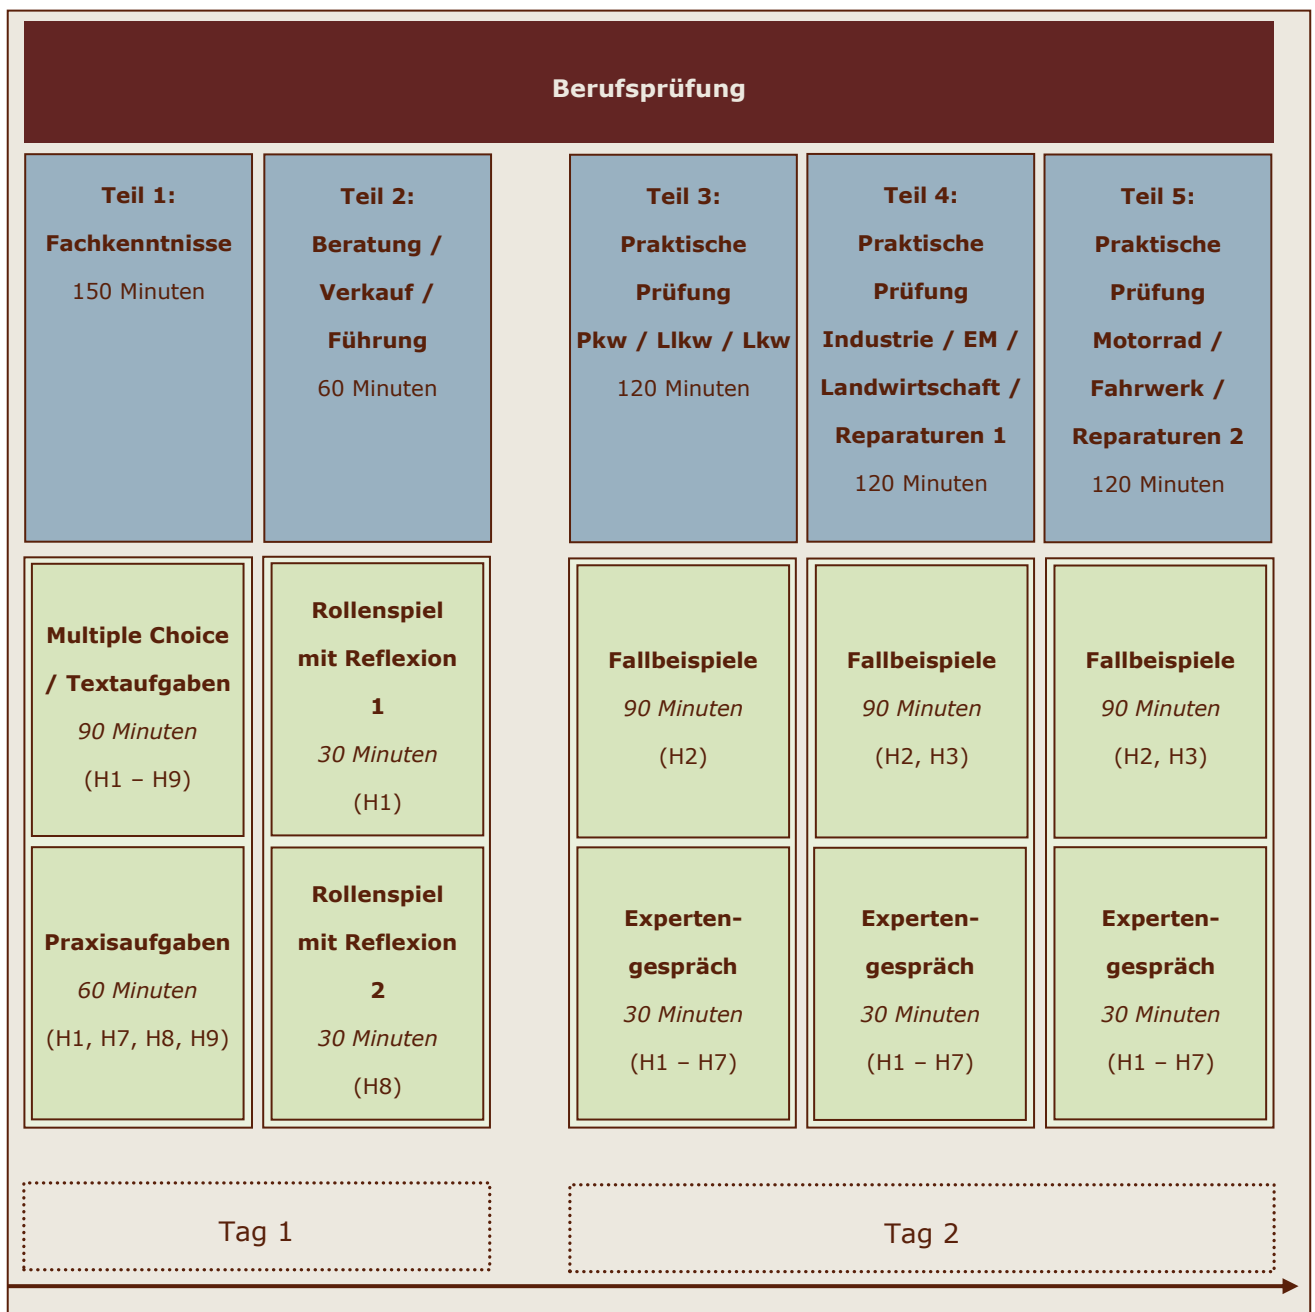 Berufsprüfung
Teil 1:
Fachkenntnisse
150 Minuten
Teil 2:
Beratung /
Verkauf /
Führung
60 Minuten
Teil 3:
Praktische
Prüfung
Pkw / Llkw / Lkw
120 Minuten
Teil 4:
Praktische
Prüfung
Industrie / EM /
Landwirtschaft /
Reparaturen 1
120 Minuten
Teil 5:
Praktische
Prüfung
Motorrad /
Fahrwerk /
Reparaturen 2
120 Minuten
Multiple Choice
/ Textaufgaben
90 Minuten
(H1 – H9)
Rollenspiel
mit Reflexion
1
30 Minuten
(H1)
Fallbeispiele
90 Minuten
(H2)
Fallbeispiele
90 Minuten
(H2, H3)
Fallbeispiele
90 Minuten
(H2, H3)
Praxisaufgaben
60 Minuten
(H1, H7, H8, H9)
Rollenspiel
mit Reflexion
2
30 Minuten
(H8)
Experten-
gespräch
30 Minuten
(H1 – H7)
Experten-
gespräch
30 Minuten
(H1 – H7)
Experten-
gespräch
30 Minuten
(H1 – H7)
Tag 1
Tag 2